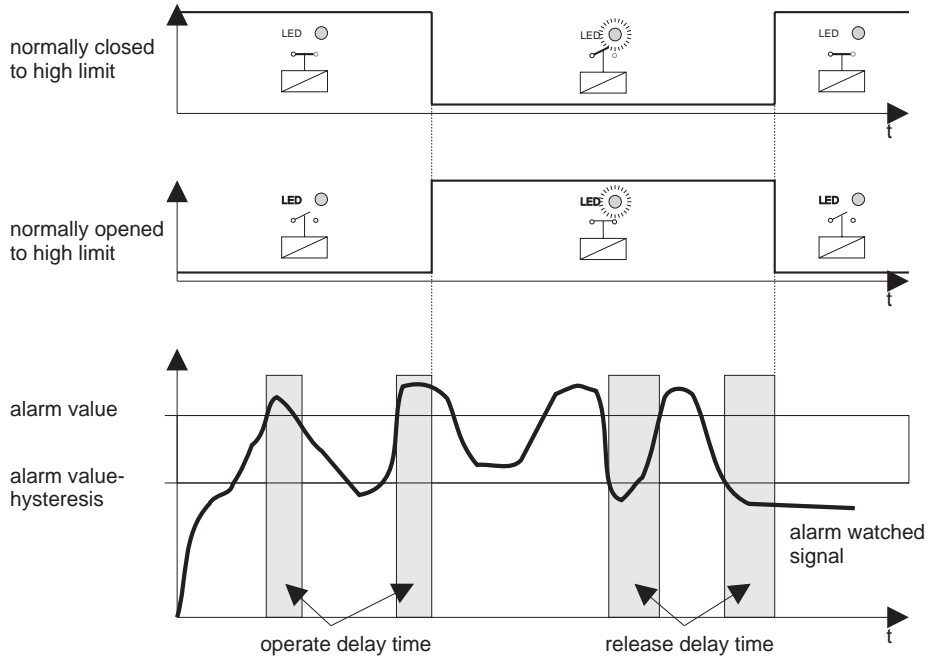 normally closed
to high limit
LED
LED
LED
t
normally opened
to high limit
LED
LED
LED
t
alarm value
alarm value-
hysteresis
alarm watched
signal
t
operate delay time
release delay time